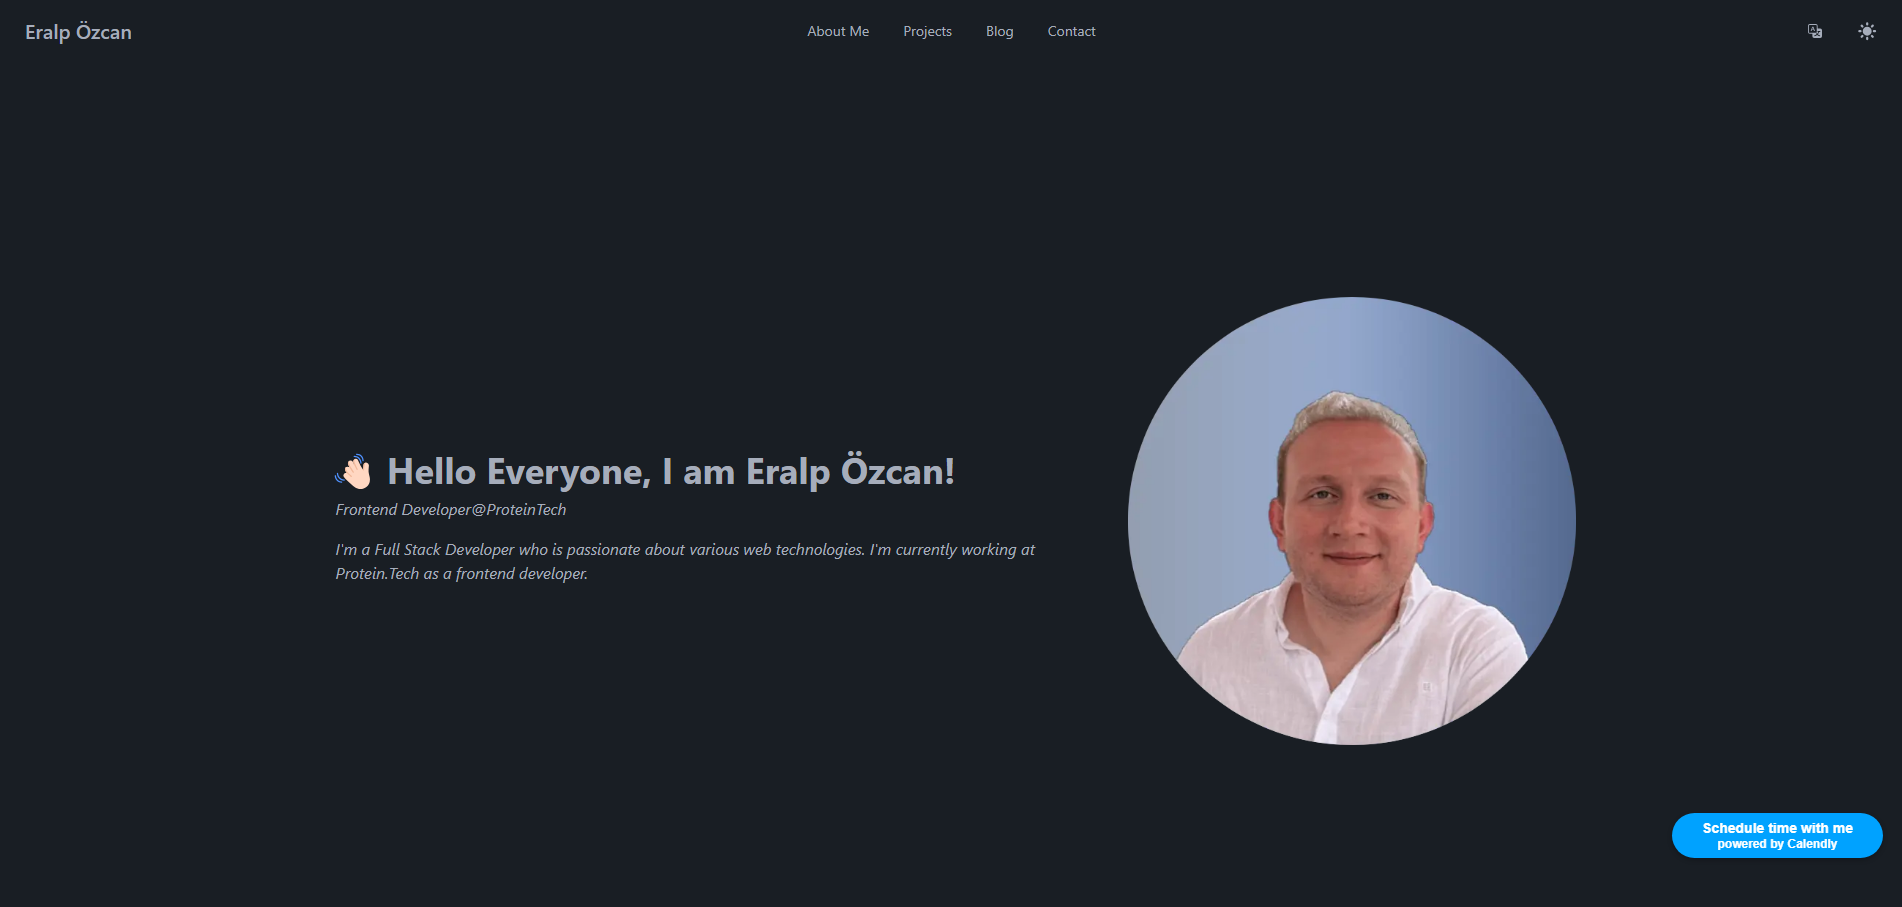 Eralp Özcan
About Me
Projects
Blog
Contact
Hello Everyone, I am Eralp Özcan!
Frontend Developer@ProteinTech
I'm a Full Stack Developer who is passionate about various web technologies. I'm currently working at
Protein.Tech as a frontend developer.
Schedule time with me
powered by Calendly